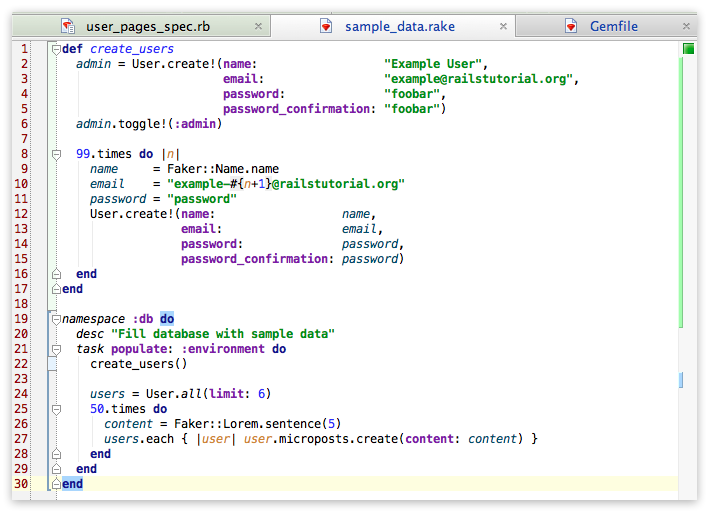 user_pages_spec.rb sample_data.rake Gemfile
1 def create_users
2   admin = User.create!(name:                  "Example User",
3                        email:                 "example@railstutorial.org",
4                        password:              "foobar",
5                        password_confirmation: "foobar")
6   admin.toggle!(:admin)
7
8   99.times do |n|
9     name     = Faker::Name.name
10     email    = "example-#{n+1}@railstutorial.org"
11     password = "password"
12     User.create!(name:                  name,
13                  email:                 email,
14                  password:              password,
15                  password_confirmation: password)
16   end
17 end
18
19 namespace :db do
20   desc "Fill database with sample data"
21   task populate: :environment do
22     create_users()
23
24     users = User.all(limit: 6)
25     50.times do
26       content = Faker::Lorem.sentence(5)
27       users.each { |user| user.microposts.create(content: content) }
28     end
29   end
30 end